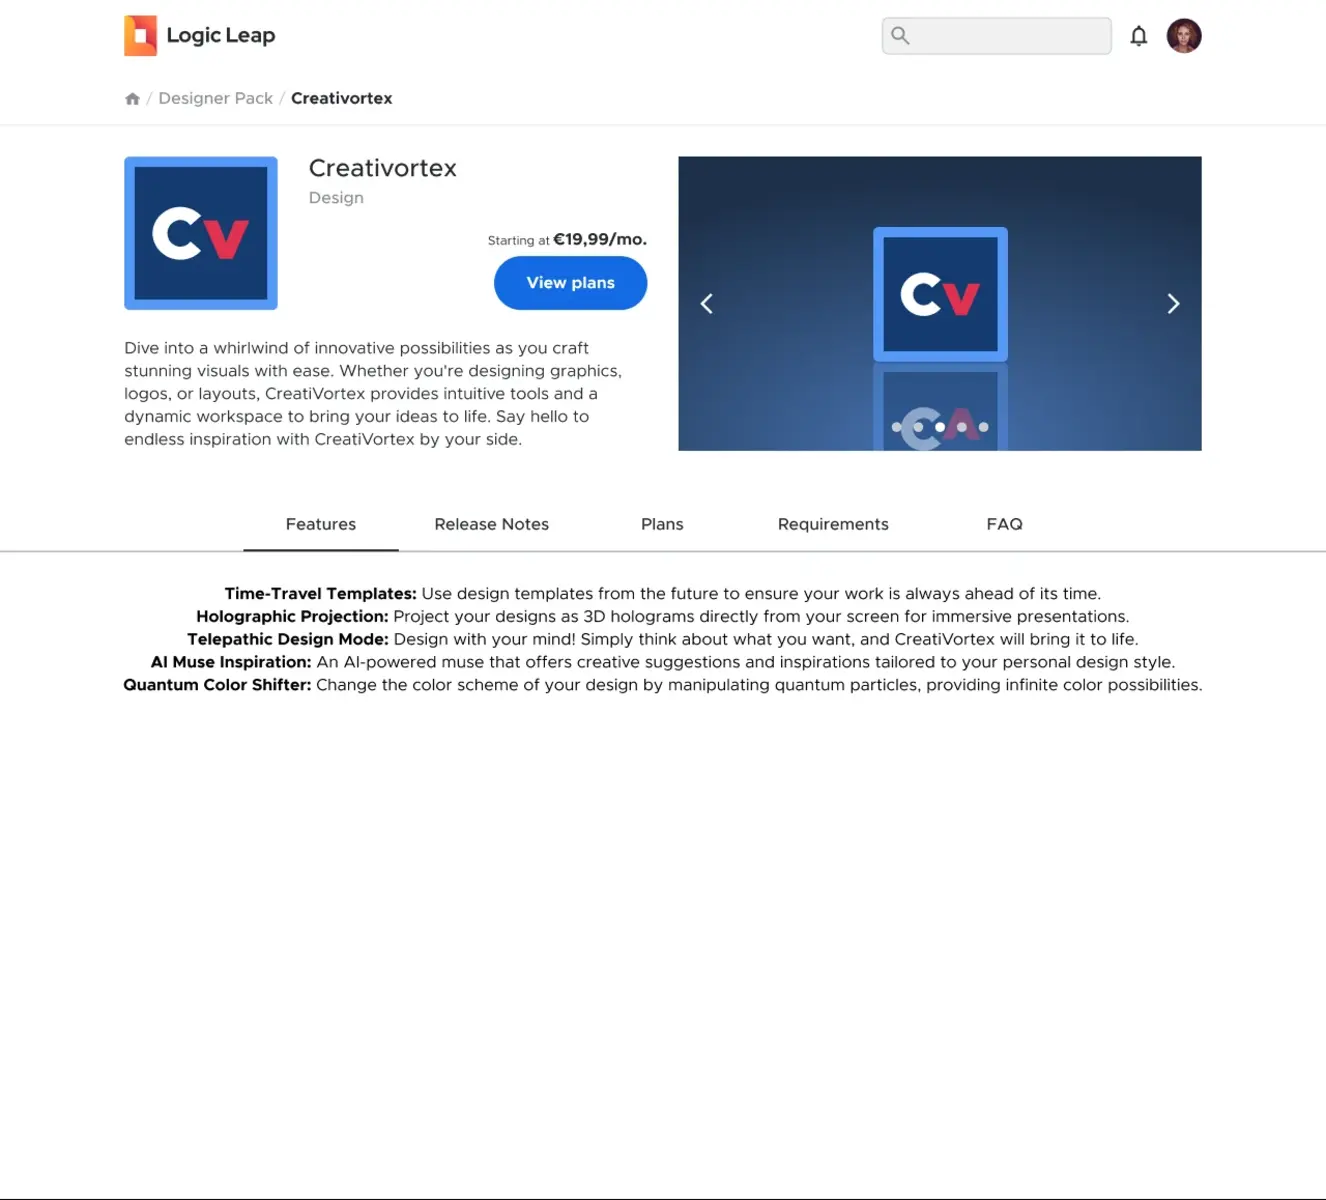 Logic Leap
/ Designer Pack / Creativortex
Cv
Creativortex
Design
Starting at €19,99/mo.
View plans
Dive into a whirlwind of innovative possibilities as you craft
stunning visuals with ease. Whether you're designing graphics,
logos, or layouts, CreatiVortex provides intuitive tools and a
dynamic workspace to bring your ideas to life. Say hello to
endless inspiration with CreatiVortex by your side.
Cv
Features
Release Notes
Plans
Requirements
FAQ
Time-Travel Templates: Use design templates from the future to ensure your work is always ahead of its time.
Holographic Projection: Project your designs as 3D holograms directly from your screen for immersive presentations.
Telepathic Design Mode: Design with your mind! Simply think about what you want, and CreatiVortex will bring it to life.
AI Muse Inspiration: An AI-powered muse that offers creative suggestions and inspirations tailored to your personal design style.
Quantum Color Shifter: Change the color scheme of your design by manipulating quantum particles, providing infinite color possibilities.